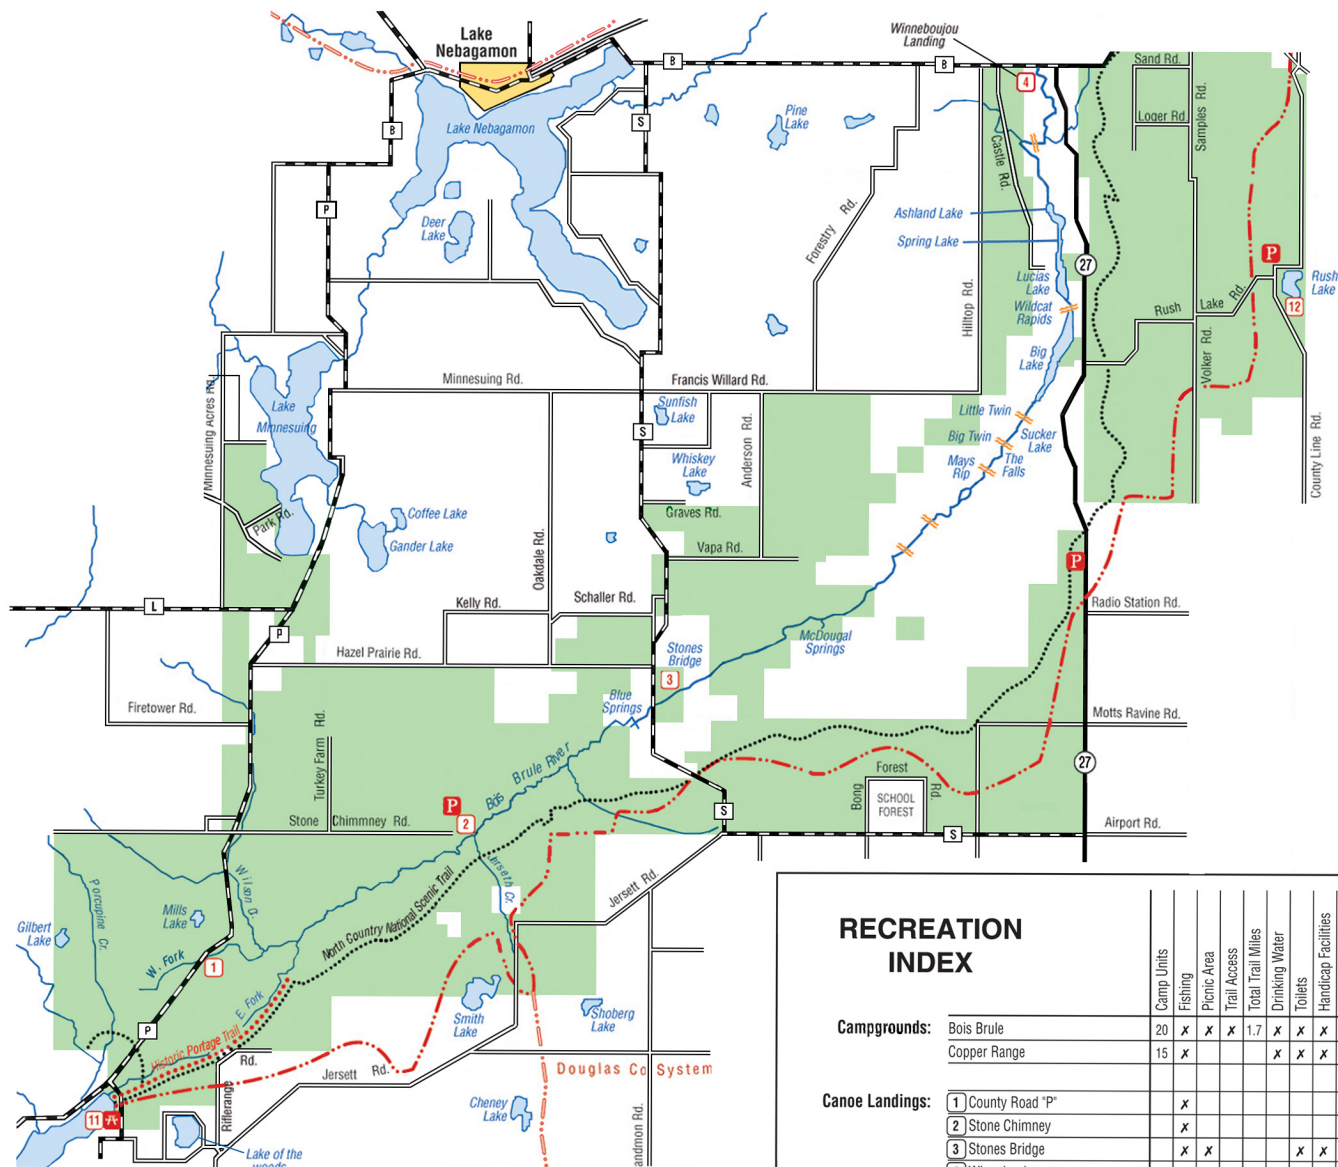 Winneboujou
Landing
Lake
Nebagamon
B
B
Sand Rd.
4
Loger Rd.
Samples Rd.
Pine
Lake
S
Lake Nebagamon
B
Castle Rd.
P
Deer
Lake
Ashland Lake
Forestry Rd.
Spring Lake
27
P
Lucias
Lake
Rush
Lake
Hilltop Rd.
Wildcat
Rapids
Rush Lake Rd.
12
Big
Lake
Volker Rd.
Minnesuing Rd.
Francis Willard Rd.
Minnesuing Acres Rd.
Lake
Minnesuing
Sunfish
Lake
Little Twin
S
Big Twin
Sucker
Lake
Anderson Rd.
County Line Rd.
Whiskey
Lake
Mays
Rip
The
Falls
Park Rd.
Coffee Lake
Graves Rd.
Gander Lake
Vapa Rd.
Oakdale Rd.
P
L
Kelly Rd.
Schaller Rd.
Radio Station Rd.
P
McDougal
Springs
Hazel Prairie Rd.
Stones
Bridge
3
Firetower Rd.
Blue
Springs
Motts Ravine Rd.
Turkey Farm Rd.
Bois Brule River
27
Forest
Bong Rd.
SCHOOL
FOREST
P
2
S
Stone Chimmney Rd.
S
Airport Rd.
Porcupine Cr.
Wilson Cr.
Jerseth Cr.
Jersett Rd.
North Country National Scenic Trail
Mills
Lake
Gilbert
Lake
W. Fork
1
E. Fork
Smith
Lake
Shoberg
Lake
P
Historic Portage Trail
Rd.
Jersett Rd.
Douglas Co System
Riflerange
Cheney
Lake
11
andmon Rd.
Lake of the
RECREATION
INDEX
Camp Units
Fishing
Picnic Area
Trail Access
Total Trail Miles
Drinking Water
Toilets
Handicap Facilities
Campgrounds: Bois Brule 20 ✗ ✗ ✗ 1.7 ✗ ✗ ✗
Copper Range 15 ✗ ✗ ✗ ✗
Canoe Landings: 1 County Road "P" ✗
2 Stone Chimney ✗
3 Stones Bridge ✗ ✗ ✗ ✗